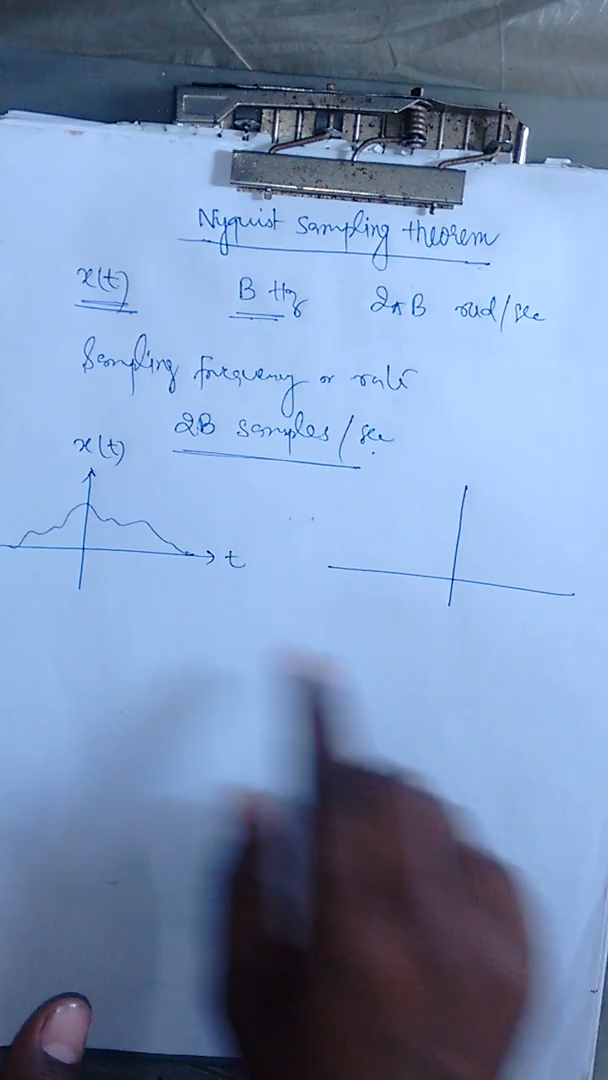 Nyquist Sampling theorem
x(t) B Hz 2πB rad/sec
Sampling frequency or rate
2B samples/sec
x(t)
t